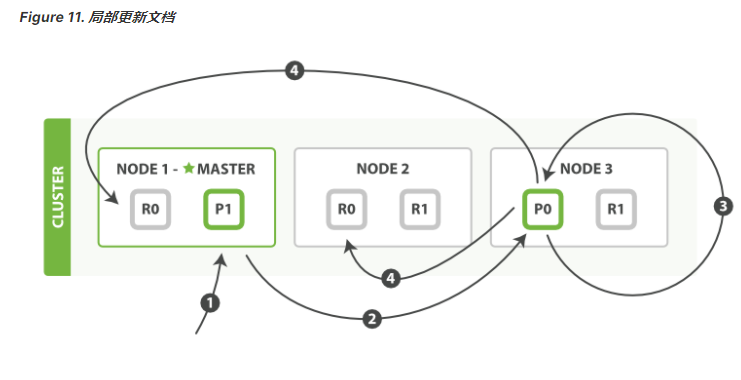 Figure 11. 局部更新文档
4
CLUSTER
NODE 1 - ★ MASTER
NODE 2
NODE 3
R0
P1
R0
R1
P0
R1
3
4
1
2